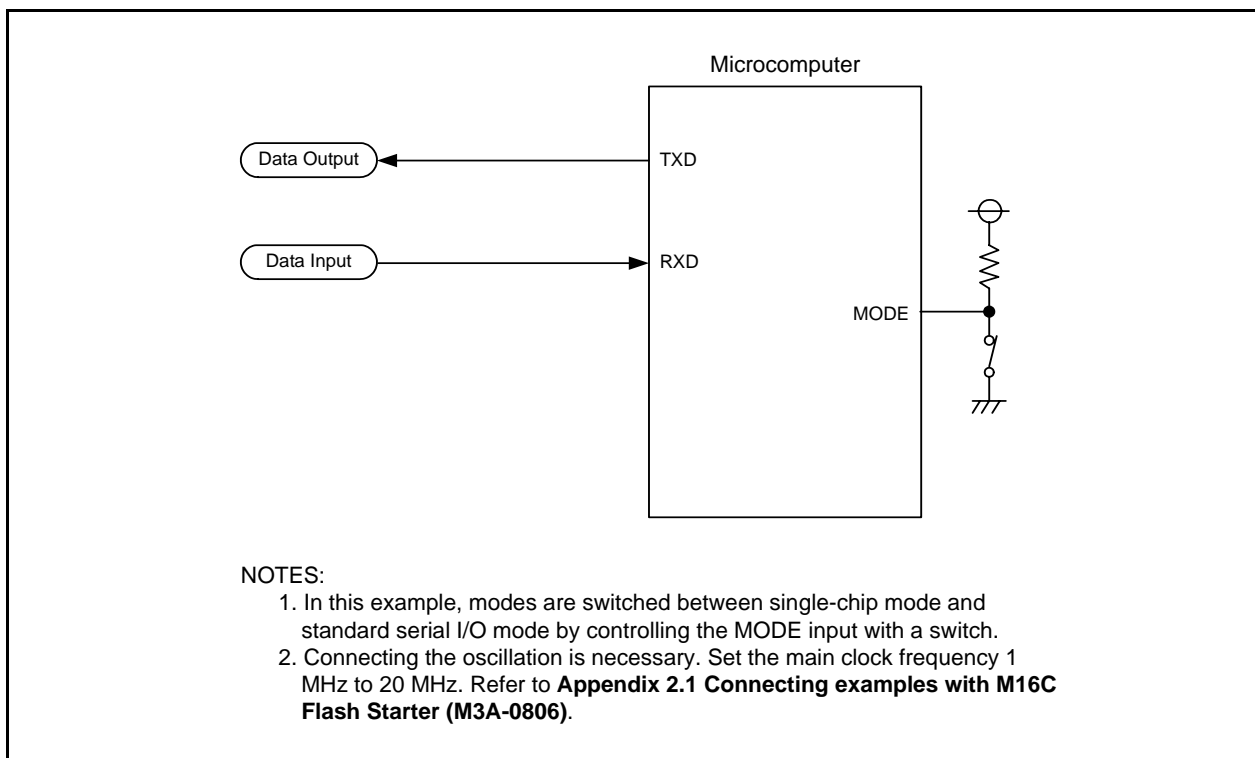 Microcomputer
Data Output
TXD
Data Input
RXD
MODE
NOTES:
1. In this example, modes are switched between single-chip mode and
standard serial I/O mode by controlling the MODE input with a switch.
2. Connecting the oscillation is necessary. Set the main clock frequency 1
MHz to 20 MHz. Refer to Appendix 2.1 Connecting examples with M16C
Flash Starter (M3A-0806).